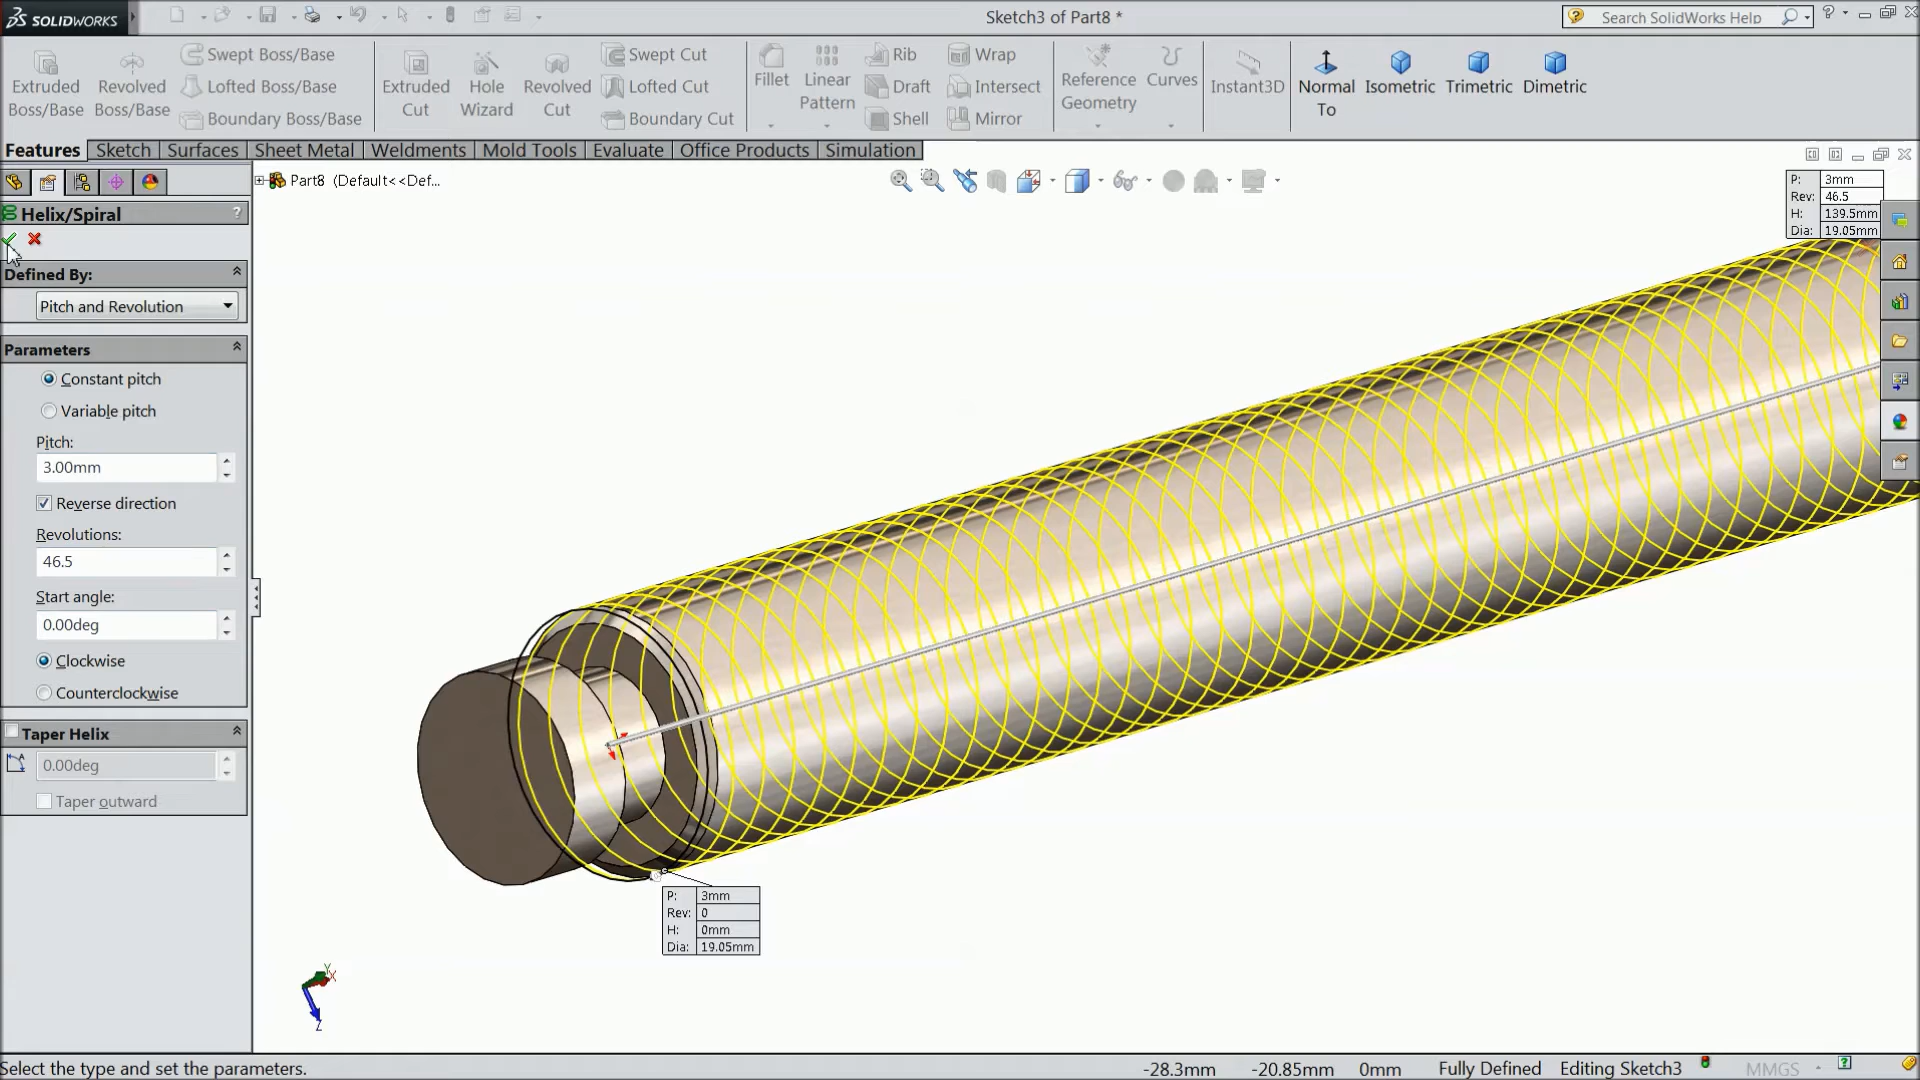 SOLIDWORKS
Sketch3 of Part8 *
Search SolidWorks Help
Extruded Boss/Base
Revolved Boss/Base
Swept Boss/Base
Lofted Boss/Base
Boundary Boss/Base
Extruded Cut
Hole Wizard
Revolved Cut
Swept Cut
Lofted Cut
Boundary Cut
Fillet
Linear Pattern
Rib
Draft
Shell
Wrap
Intersect
Mirror
Reference Geometry
Curves
Instant3D
Normal To
Isometric
Trimetric
Dimetric
Features
Sketch
Surfaces
Sheet Metal
Weldments
Mold Tools
Evaluate
Office Products
Simulation
Part8 (Default<<Def...
P: 3mm
Rev: 46.5
H: 139.5mm
Dia: 19.05mm
Helix/Spiral
?
Defined By:
Pitch and Revolution
Parameters
Constant pitch
Variable pitch
Pitch:
3.00mm
Reverse direction
Revolutions:
46.5
Start angle:
0.00deg
Clockwise
Counterclockwise
Taper Helix
0.00deg
Taper outward
P: 3mm
Rev: 0
H: 0mm
Dia: 19.05mm
Y
X
Z
Select the type and set the parameters.
-28.3mm
-20.85mm
0mm
Fully Defined
Editing Sketch3
MMGS